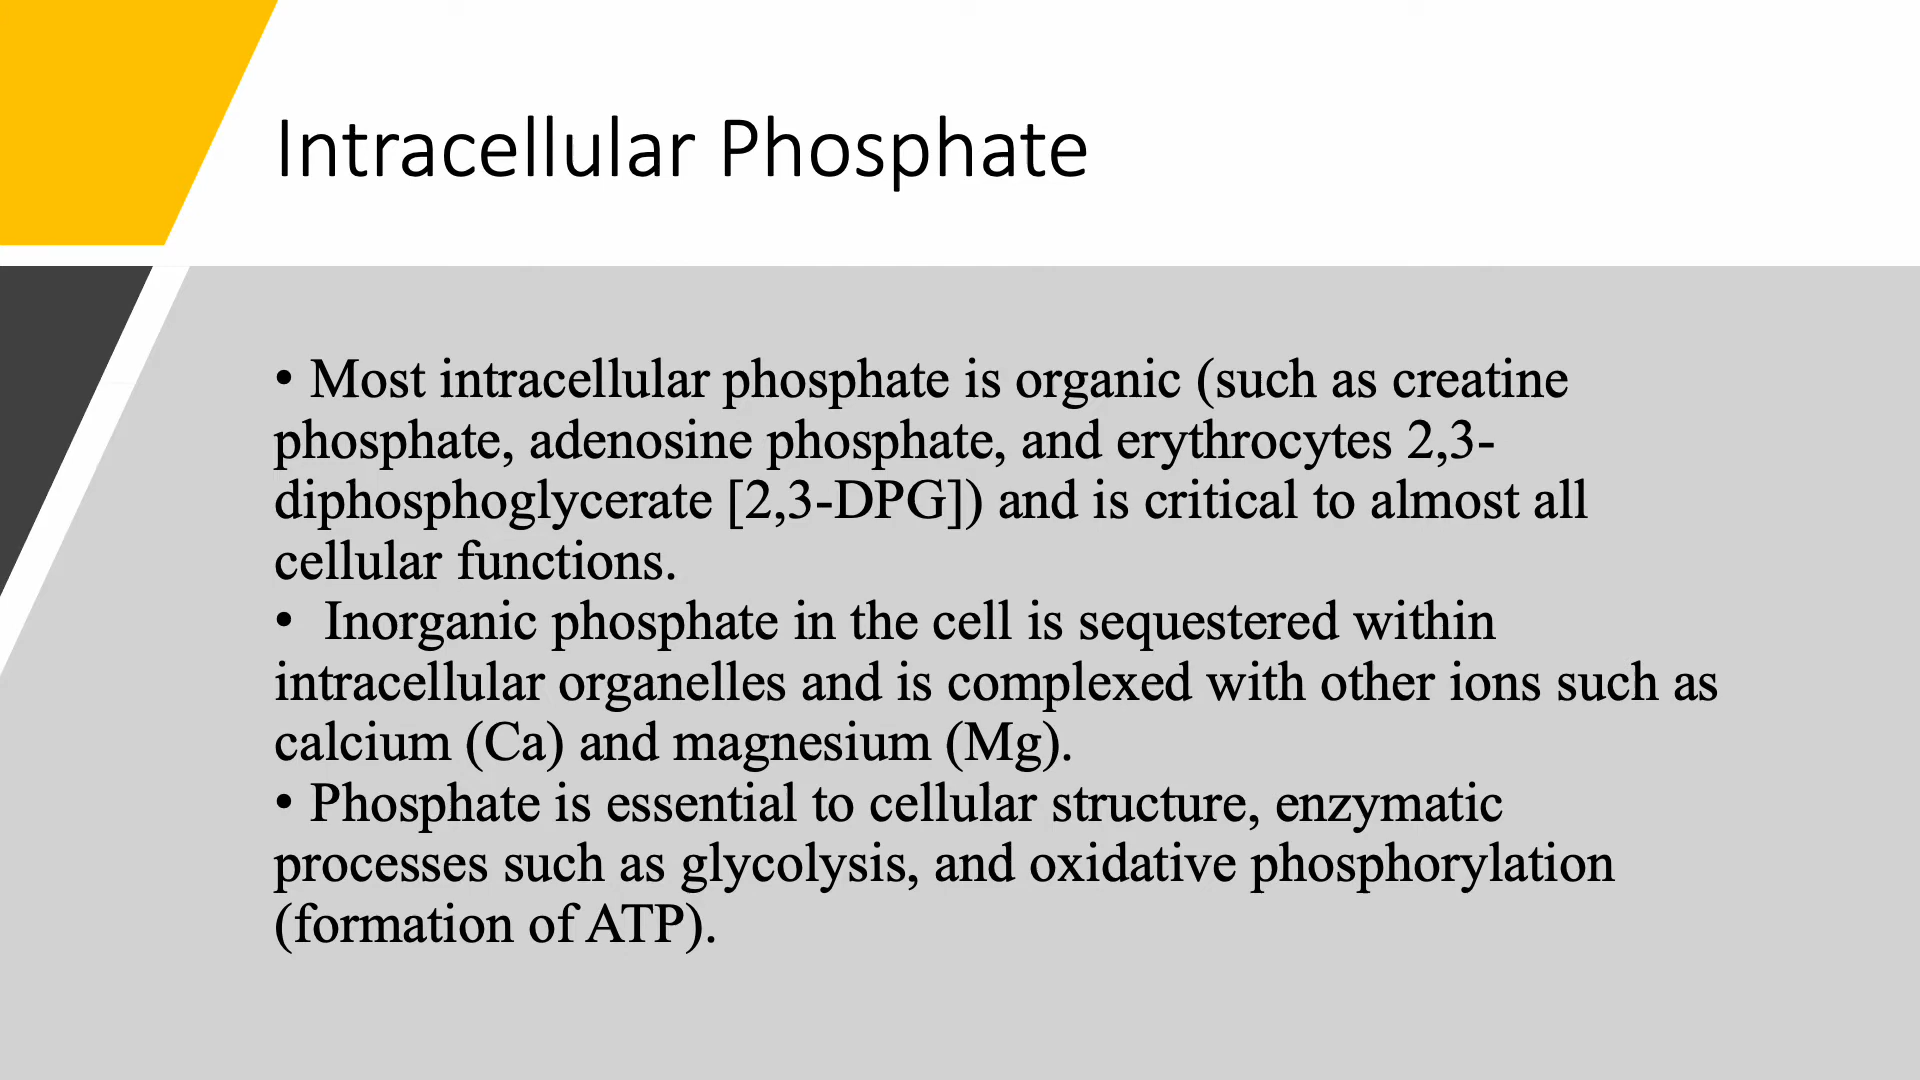 Intracellular Phosphate
• Most intracellular phosphate is organic (such as creatine
phosphate, adenosine phosphate, and erythrocytes 2,3-
diphosphoglycerate [2,3-DPG]) and is critical to almost all
cellular functions.
• Inorganic phosphate in the cell is sequestered within
intracellular organelles and is complexed with other ions such as
calcium (Ca) and magnesium (Mg).
• Phosphate is essential to cellular structure, enzymatic
processes such as glycolysis, and oxidative phosphorylation
(formation of ATP).